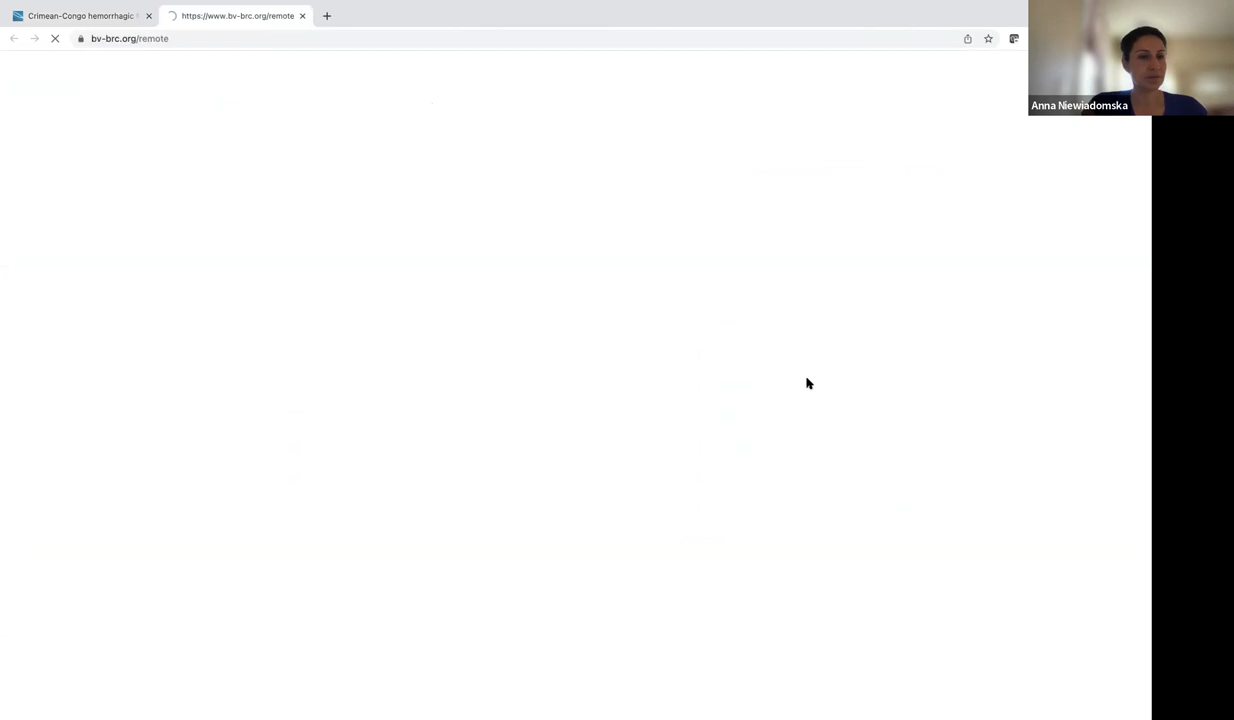 Crimean-Congo hemorrhagic
https://www.bv-brc.org/remote
bv-brc.org/remote
Anna Niewiadomska